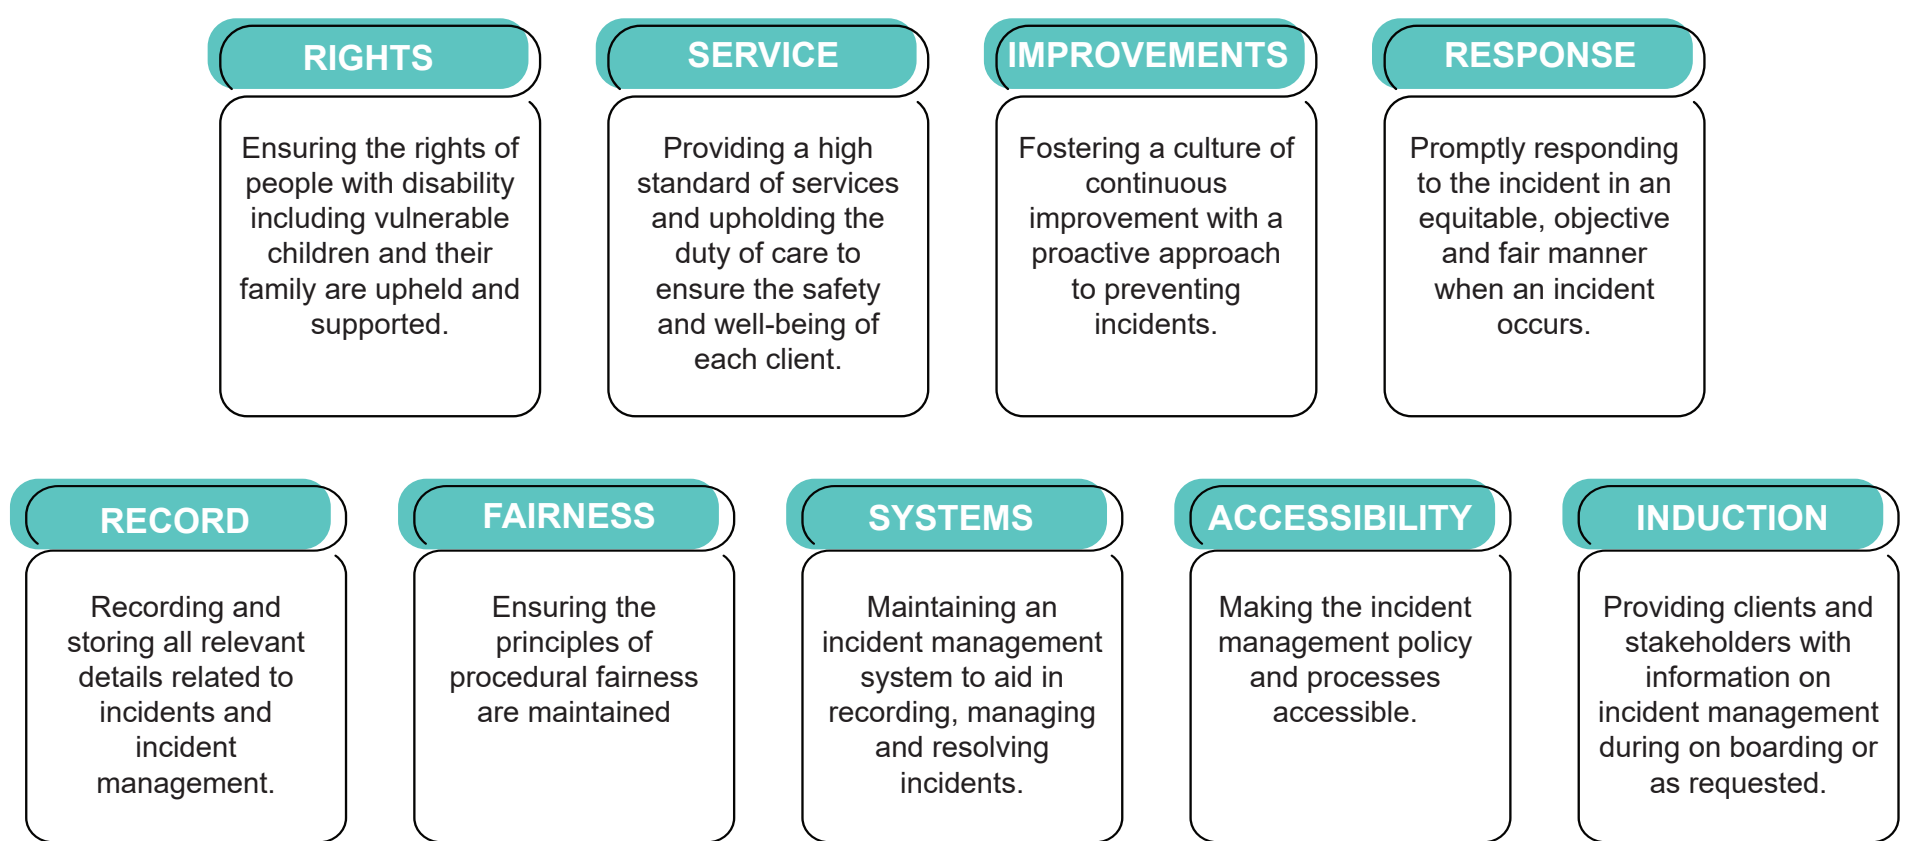 RIGHTS
Ensuring the rights of
people with disability
including vulnerable
children and their
family are upheld and
supported.
SERVICE
Providing a high
standard of services
and upholding the
duty of care to
ensure the safety
and well-being of
each client.
IMPROVEMENTS
Fostering a culture of
continuous
improvement with a
proactive approach
to preventing
incidents.
RESPONSE
Promptly responding
to the incident in an
equitable, objective
and fair manner
when an incident
occurs.
RECORD
Recording and
storing all relevant
details related to
incidents and
incident
management.
FAIRNESS
Ensuring the
principles of
procedural fairness
are maintained
SYSTEMS
Maintaining an
incident management
system to aid in
recording, managing
and resolving
incidents.
ACCESSIBILITY
Making the incident
management policy
and processes
accessible.
INDUCTION
Providing clients and
stakeholders with
information on
incident management
during on boarding or
as requested.